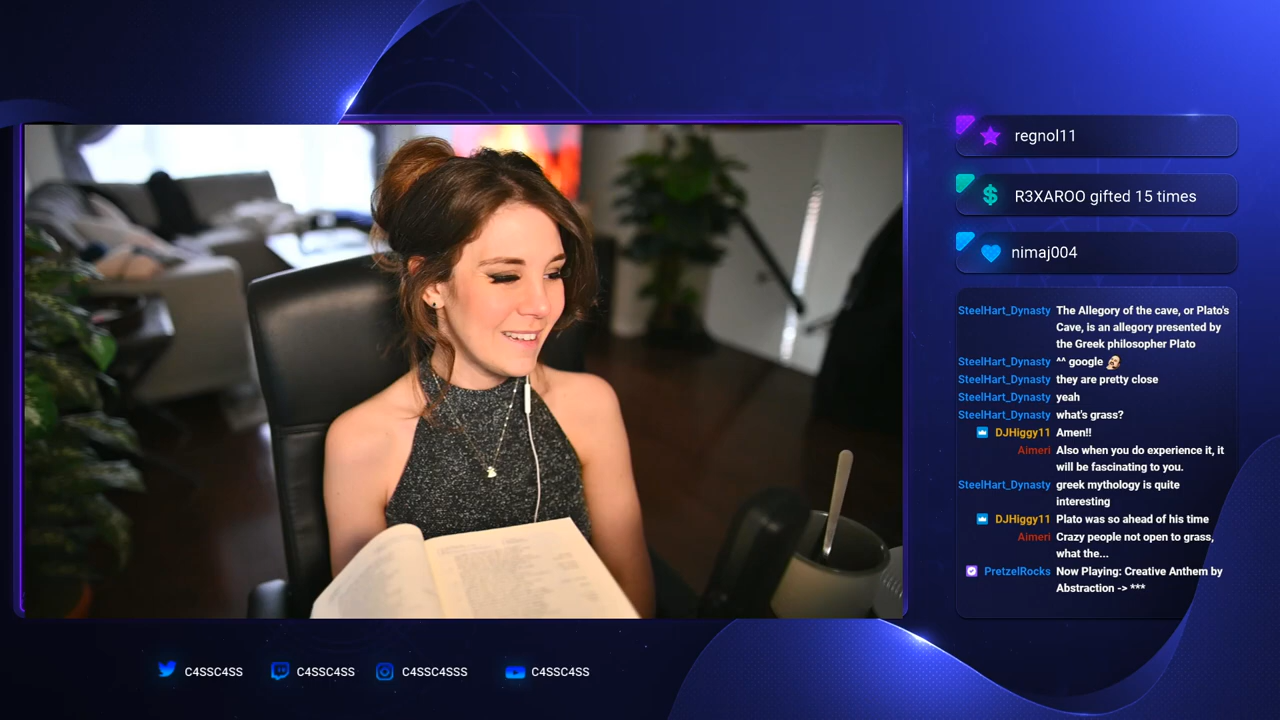 regnol11
R3XAROO gifted 15 times
nimaj004
SteelHart_Dynasty The Allegory of the cave, or Plato's
Cave, is an allegory presented by
the Greek philosopher Plato
SteelHart_Dynasty ^^ google
SteelHart_Dynasty they are pretty close
SteelHart_Dynasty yeah
SteelHart_Dynasty what's grass?
DJHiggy11 Amen!!
Aimeri Also when you do experience it, it
will be fascinating to you.
SteelHart_Dynasty greek mythology is quite
interesting
DJHiggy11 Plato was so ahead of his time
Aimeri Crazy people not open to grass,
what the...
PretzelRocks Now Playing: Creative Anthem by
Abstraction -> ***
C4SSC4SS C4SSC4SS C4SSC4SSS C4SSC4SS